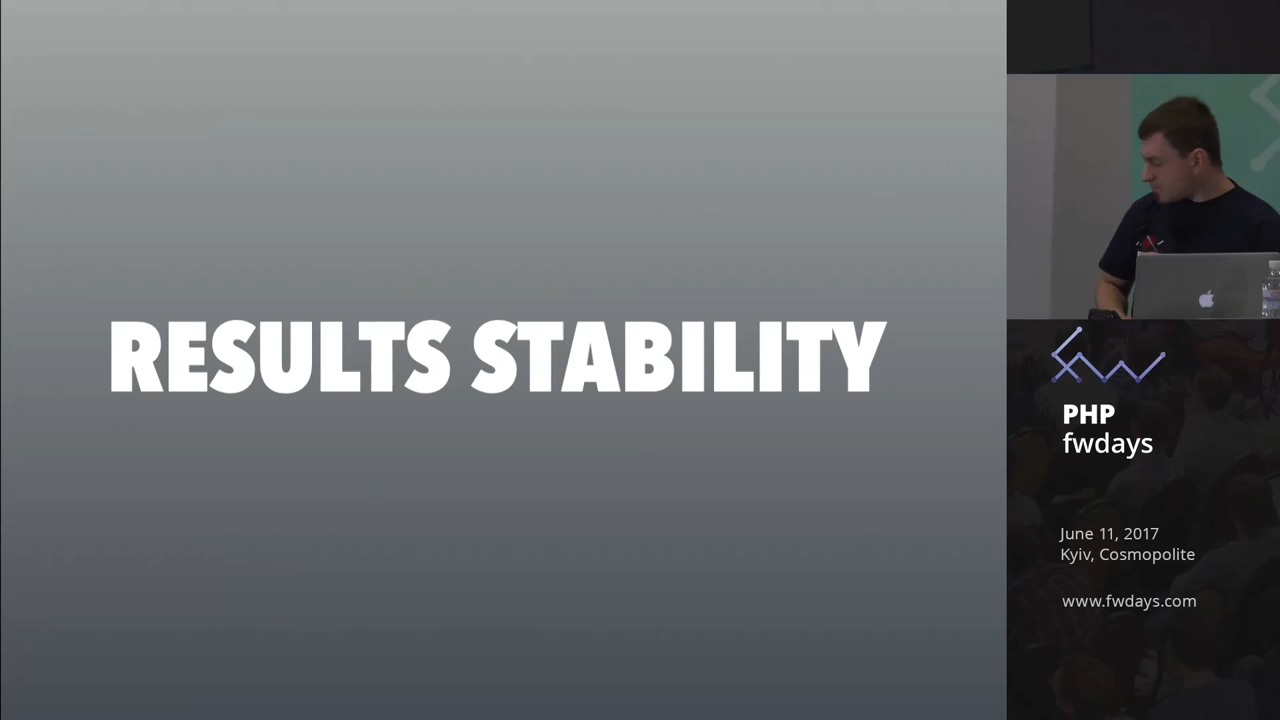 RESULTS STABILITY
PHP
fwdays
June 11, 2017
Kyiv, Cosmopolite
www.fwdays.com